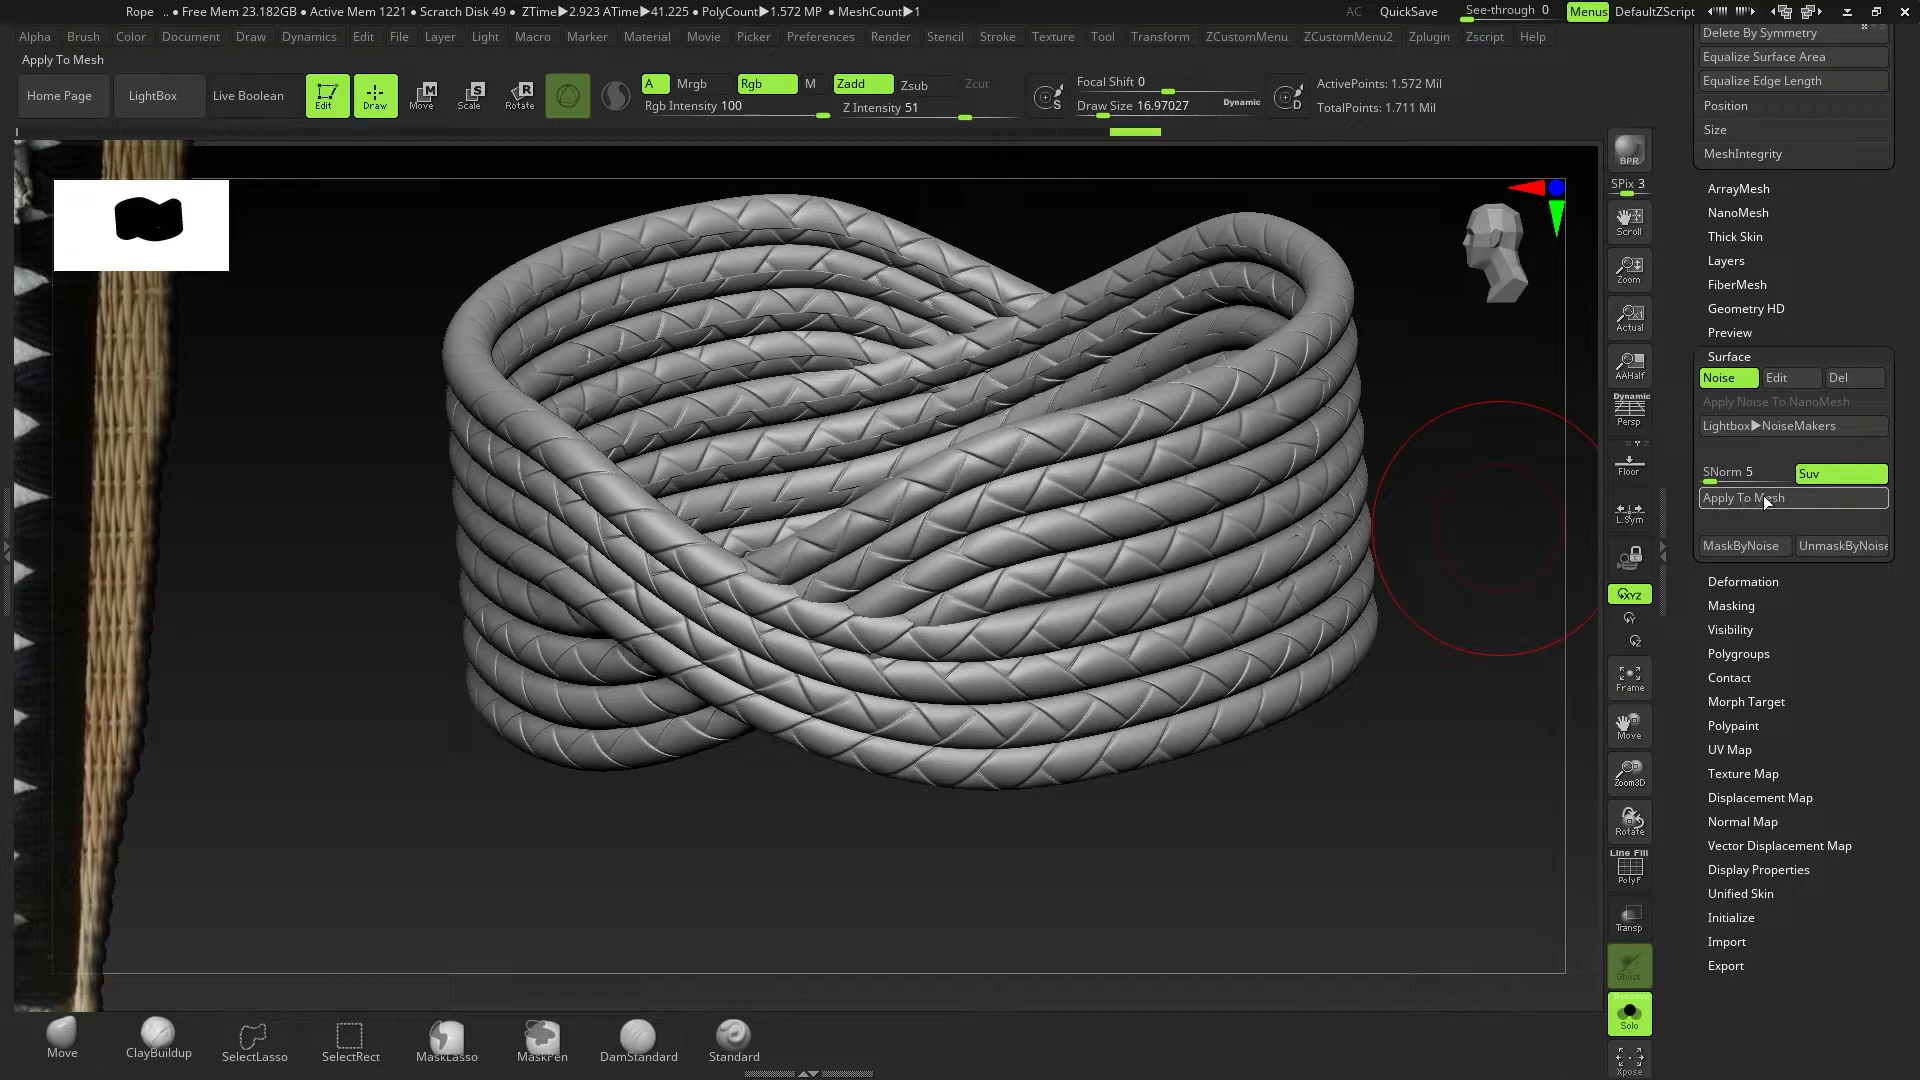 Rope .. ● Free Mem 23.182GB ● Active Mem 1221 ● Scratch Disk 49 ● ZTime▶2.923 ATime▶41.225 ● PolyCount▶1.572 MP ● MeshCount▶1
AC QuickSave See-through 0 Menus DefaultZScript
Alpha Brush Color Document Draw Dynamics Edit File Layer Light Macro Marker Material Movie Picker Preferences Render Stencil Stroke Texture Tool Transform ZCustomMenu ZCustomMenu2 Zplugin Zscript Help
Apply To Mesh
Home Page LightBox Live Boolean Edit Draw Move Scale Rotate
A Mrgb Rgb M Zadd Zsub Zcut
Rgb Intensity 100 Z Intensity 51
Focal Shift 0
Draw Size 16.97027 Dynamic
ActivePoints: 1.572 Mil
TotalPoints: 1.711 Mil
BPR
SPix 3
Scroll
Zoom
Actual
AAHalf
Dynamic
Persp
Floor
L.Sym
XYZ
Y
Z
Frame
Move
Zoom3D
Rotate
Line Fill
PolyF
Transp
Ghost
Dynamic
Solo
Xpose
Delete By Symmetry
Equalize Surface Area
Equalize Edge Length
Position
Size
MeshIntegrity
ArrayMesh
NanoMesh
Thick Skin
Layers
FiberMesh
Geometry HD
Preview
Surface
Noise Edit Del
Apply Noise To NanoMesh
Lightbox▶NoiseMakers
SNorm 5 Suv
Apply To Mesh
MaskByNoise UnmaskByNoise
Deformation
Masking
Visibility
Polygroups
Contact
Morph Target
Polypaint
UV Map
Texture Map
Displacement Map
Normal Map
Vector Displacement Map
Display Properties
Unified Skin
Initialize
Import
Export
Move ClayBuildup SelectLasso SelectRect MaskLasso MaskPen DamStandard Standard